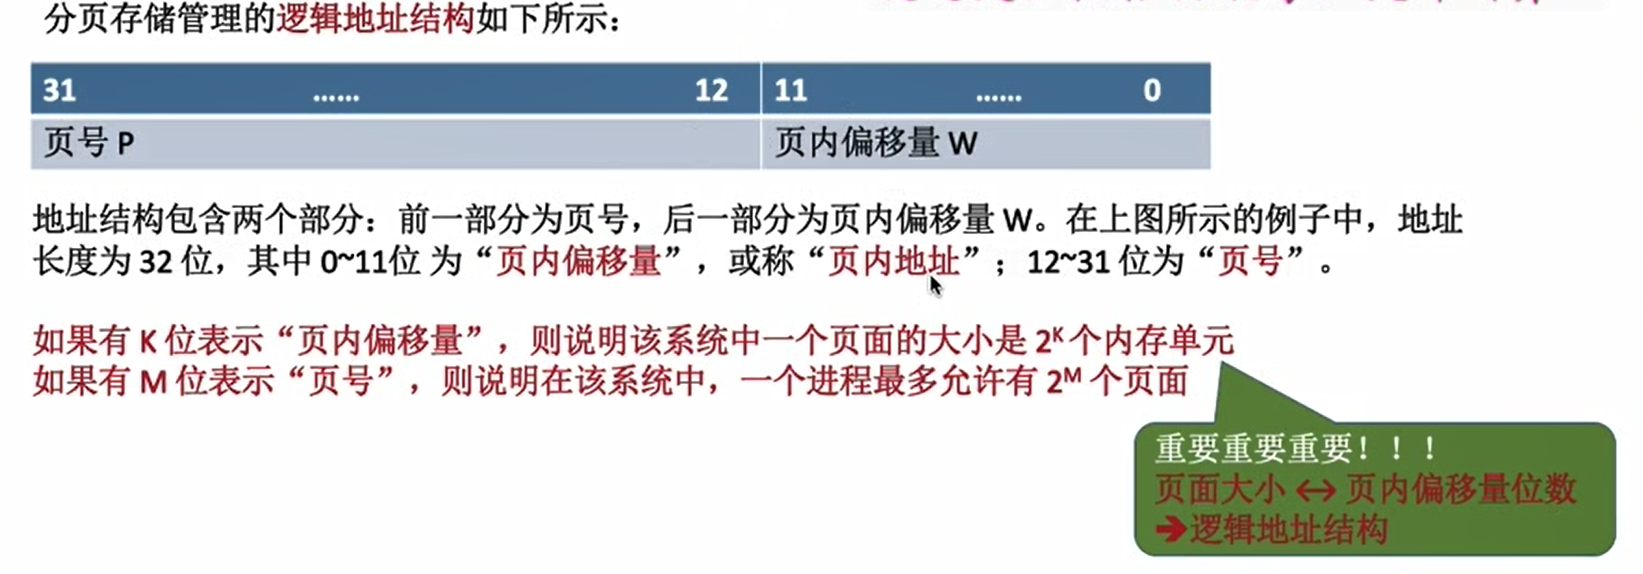 分页存储管理的逻辑地址结构如下所示：
31 …… 12 11 …… 0
页号 P 页内偏移量 W
地址结构包含两个部分：前一部分为页号，后一部分为页内偏移量 W。在上图所示的例子中，地址
长度为 32 位，其中 0~11位 为“页内偏移量”，或称“页内地址”；12~31 位为“页号”。
如果有 K 位表示“页内偏移量”，则说明该系统中一个页面的大小是 2ᴷ 个内存单元
如果有 M 位表示“页号”，则说明在该系统中，一个进程最多允许有 2ᴹ 个页面
重要重要重要！！！
页面大小 ↔ 页内偏移量位数
➔逻辑地址结构